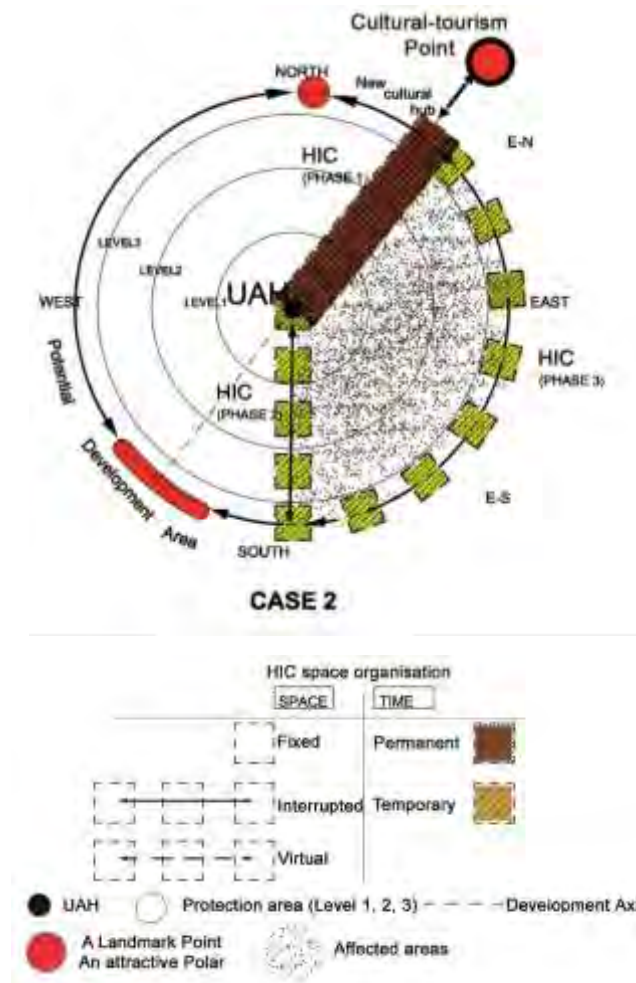 Cultural-tourism
Point
NORTH
New
cultural
hub
E-N
HIC
(PHASE 1)
LEVEL3
LEVEL2
LEVEL1
UAH
WEST
EAST
HIC
(PHASE 3)
HIC
(PHASE
Potential
Development
Area
E-S
SOUTH
CASE 2
HIC space organisation
SPACE TIME
Fixed Permanent
Interrupted Temporary
Virtual
UAH Protection area (Level 1, 2, 3) Development Ax
A Landmark Point
An attractive Polar
Affected areas